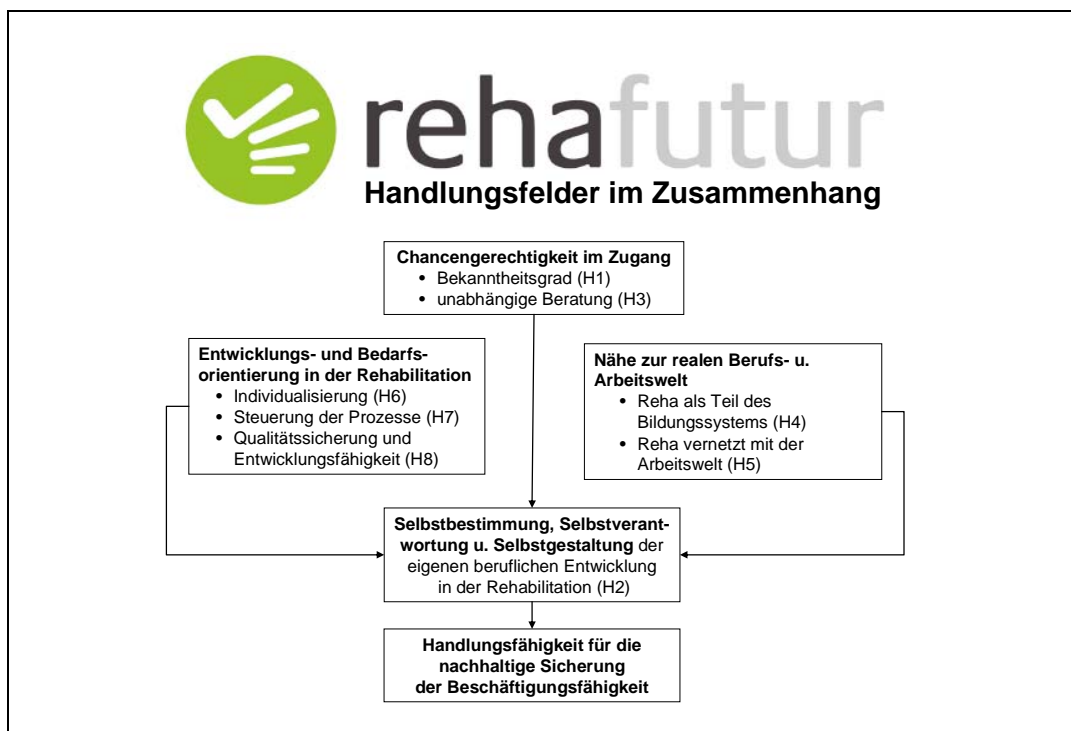 rehafutur
Handlungsfelder im Zusammenhang
Chancengerechtigkeit im Zugang
• Bekanntheitsgrad (H1)
• unabhängige Beratung (H3)
Entwicklungs- und Bedarfs-
orientierung in der Rehabilitation
• Individualisierung (H6)
• Steuerung der Prozesse (H7)
• Qualitätssicherung und
Entwicklungsfähigkeit (H8)
Nähe zur realen Berufs- u.
Arbeitswelt
• Reha als Teil des
Bildungssystems (H4)
• Reha vernetzt mit der
Arbeitswelt (H5)
Selbstbestimmung, Selbstverant-
wortung u. Selbstgestaltung der
eigenen beruflichen Entwicklung
in der Rehabilitation (H2)
Handlungsfähigkeit für die
nachhaltige Sicherung
der Beschäftigungsfähigkeit